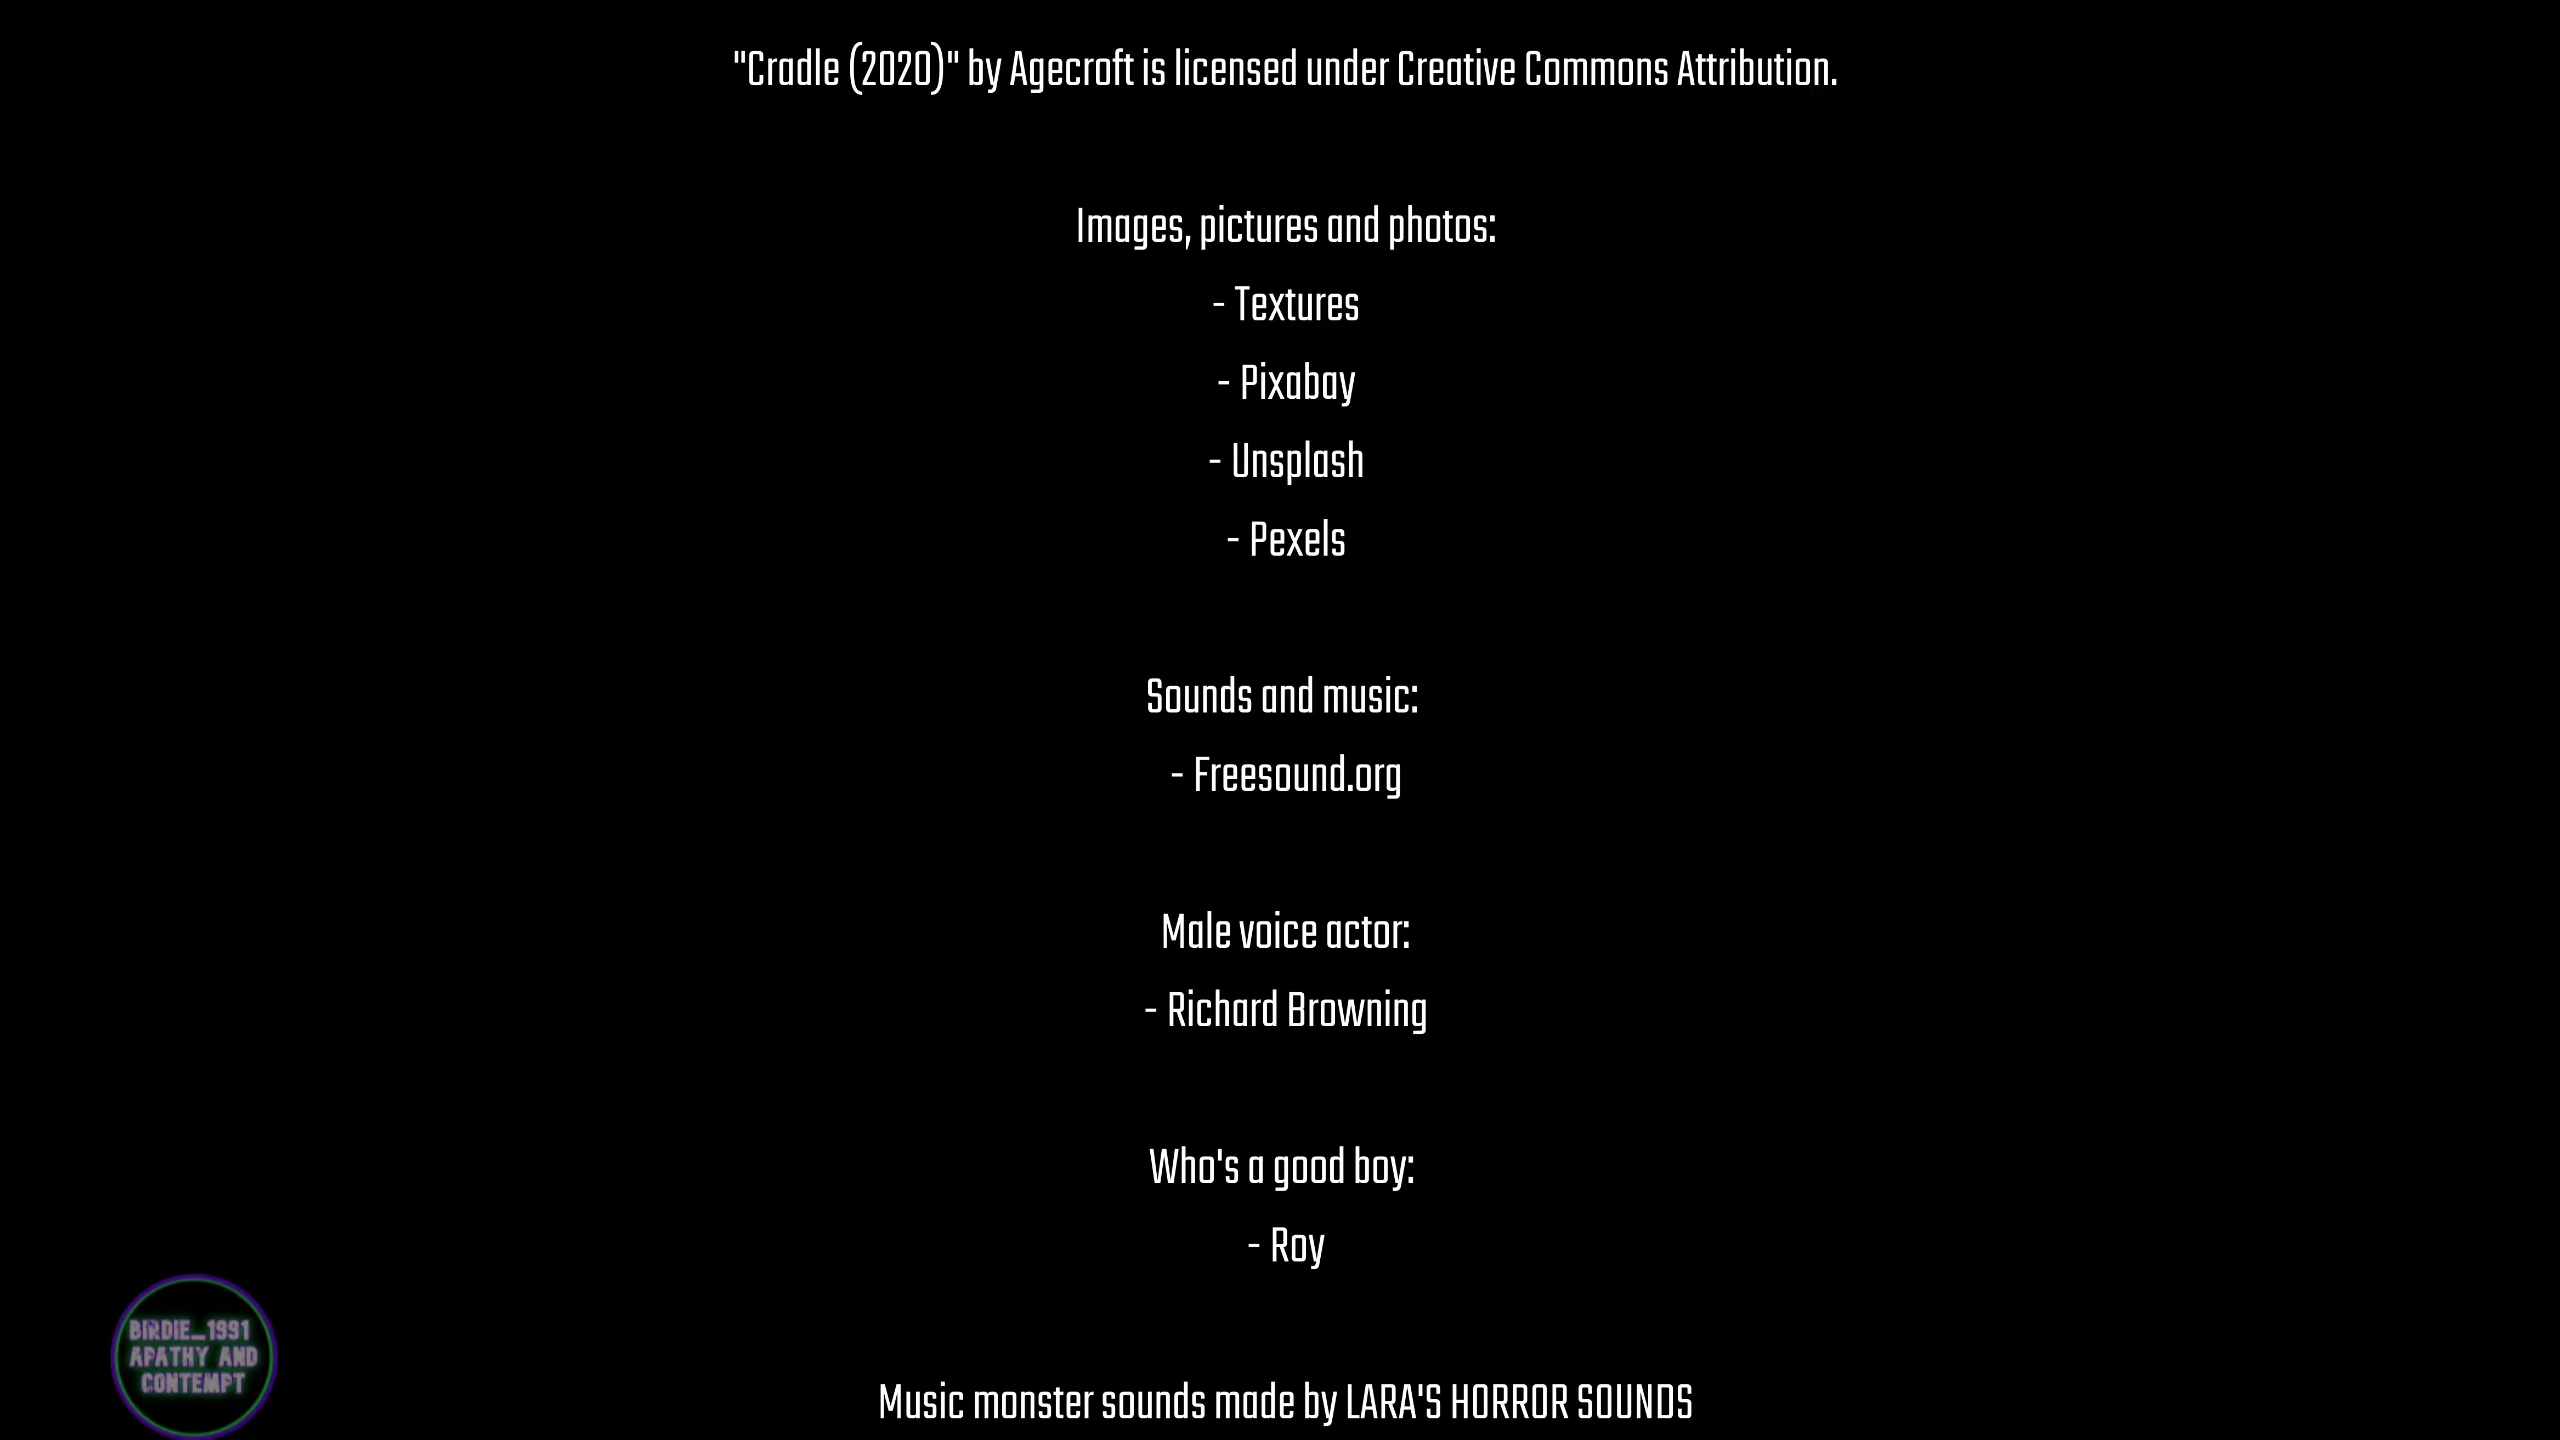 "Cradle (2020)" by Agecroft is licensed under Creative Commons Attribution.
Images, pictures and photos:
- Textures
- Pixabay
- Unsplash
- Pexels
Sounds and music:
- Freesound.org
Male voice actor:
- Richard Browning
Who's a good boy:
- Roy
Music monster sounds made by LARA'S HORROR SOUNDS
BIRDIE_1991
APATHY AND
CONTEMPT